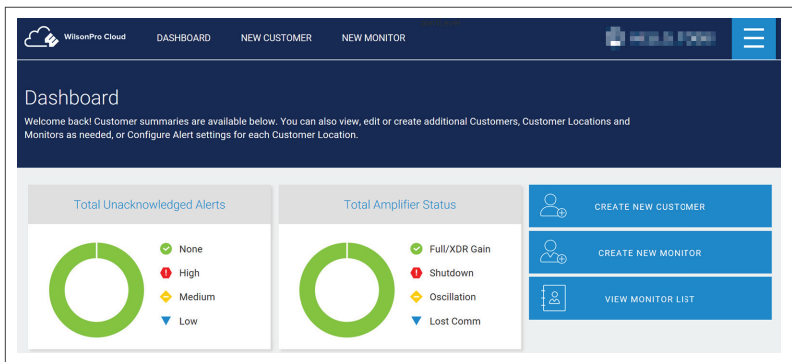 WilsonPro Cloud DASHBOARD NEW CUSTOMER NEW MONITOR
Dashboard
Welcome back! Customer summaries are available below. You can also view, edit or create additional Customers, Customer Locations and
Monitors as needed, or Configure Alert settings for each Customer Location.
Total Unacknowledged Alerts
None
High
Medium
Low
Total Amplifier Status
Full/XDR Gain
Shutdown
Oscillation
Lost Comm
CREATE NEW CUSTOMER
CREATE NEW MONITOR
VIEW MONITOR LIST